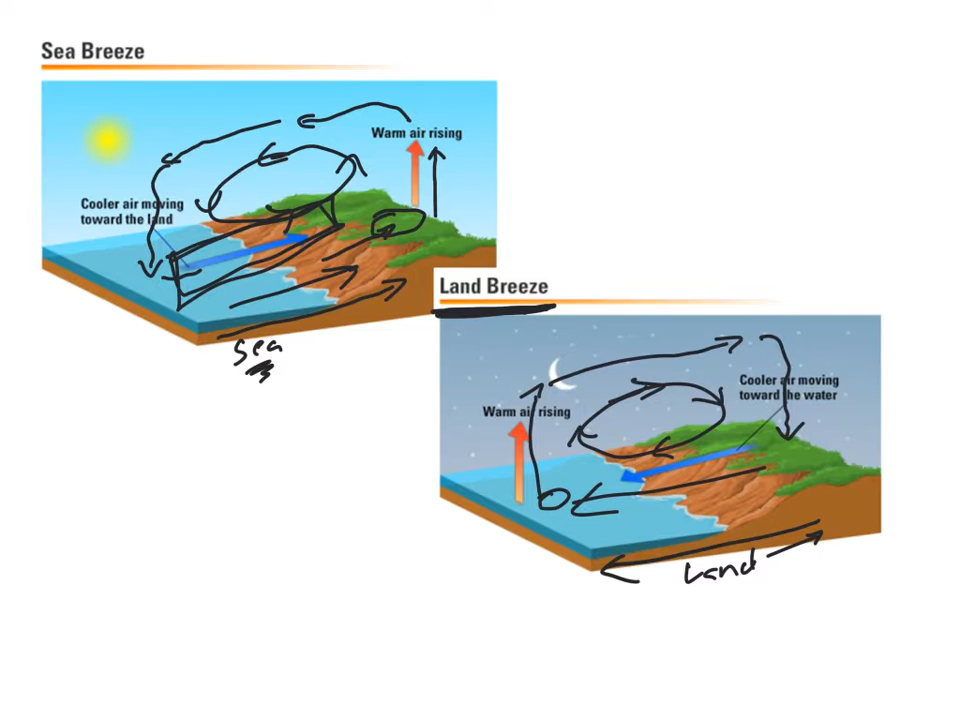 Sea Breeze
Warm air rising
Cooler air moving
toward the land
sea
Land Breeze
Cooler air moving
toward the water
Warm air rising
Land